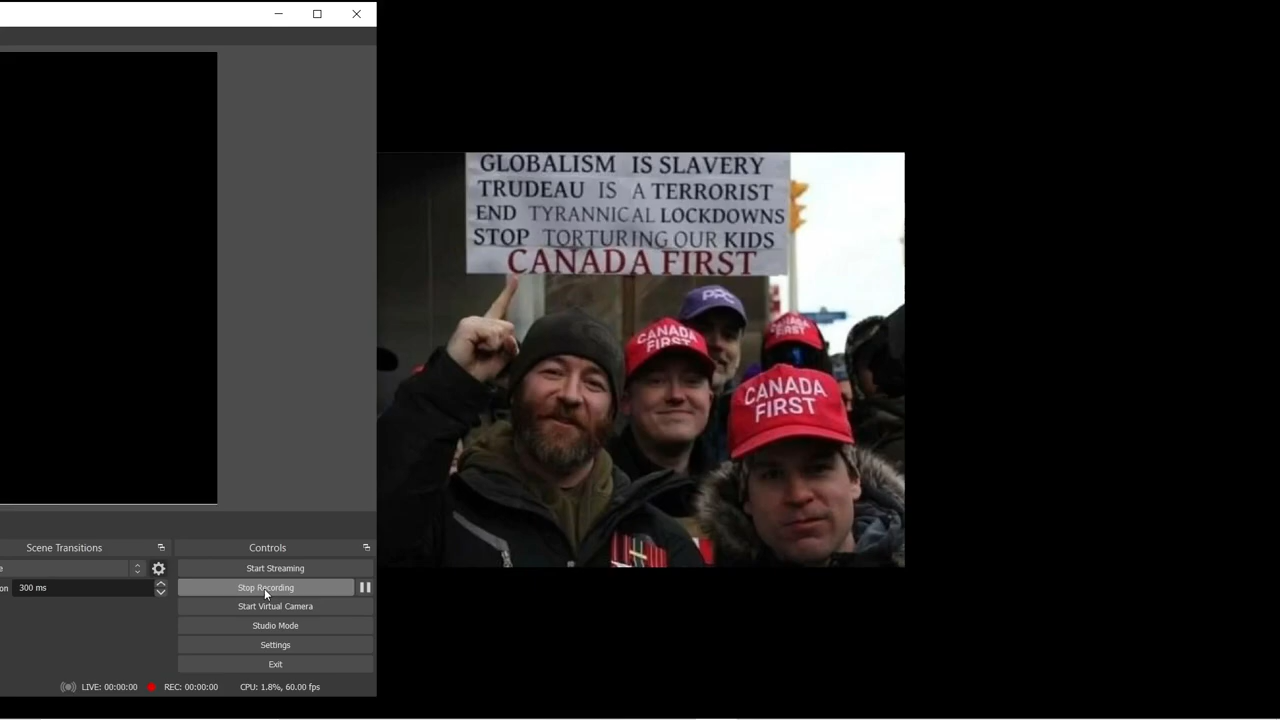 GLOBALISM IS SLAVERY
TRUDEAU IS A TERRORIST
END TYRANNICAL LOCKDOWNS
STOP TORTURING OUR KIDS
CANADA FIRST
PPC
CANADA
FIRST
CANADA
FIRST
CANADA
FIRST
Scene Transitions
300 ms
Controls
Start Streaming
Stop Recording
Start Virtual Camera
Studio Mode
Settings
Exit
LIVE: 00:00:00
REC: 00:00:00
CPU: 1.8%, 60.00 fps